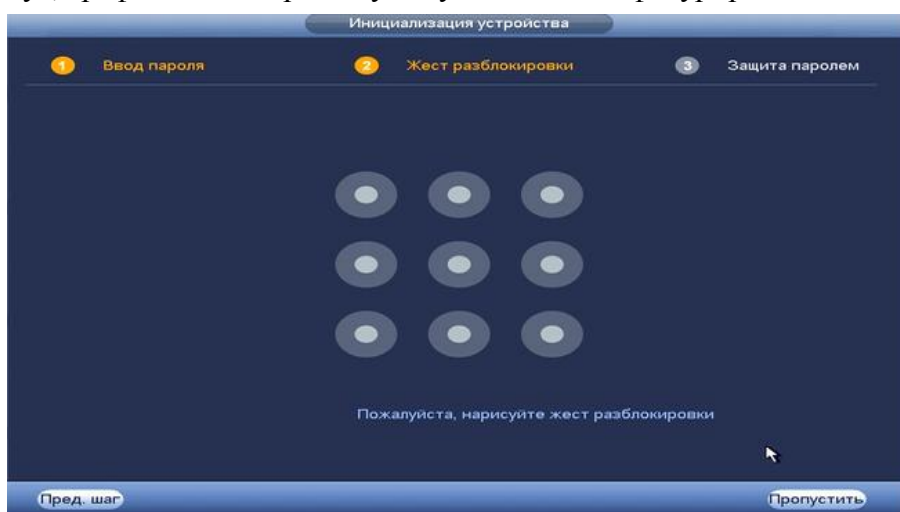 Инициализация устройства
1 Ввод пароля 2 Жест разблокировки 3 Защита паролем
Пожалуйста, нарисуйте жест разблокировки
Пред. шаг Пропустить